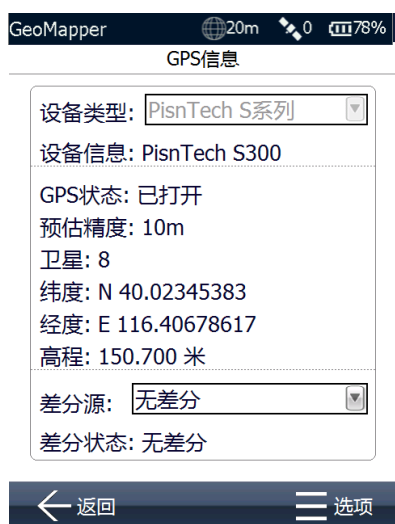 GeoMapper 20m 0 78%
GPS信息
设备类型: PisnTech S系列
设备信息: PisnTech S300
GPS状态: 已打开
预估精度: 10m
卫星: 8
纬度: N 40.02345383
经度: E 116.40678617
高程: 150.700 米
差分源: 无差分
差分状态: 无差分
返回 选项